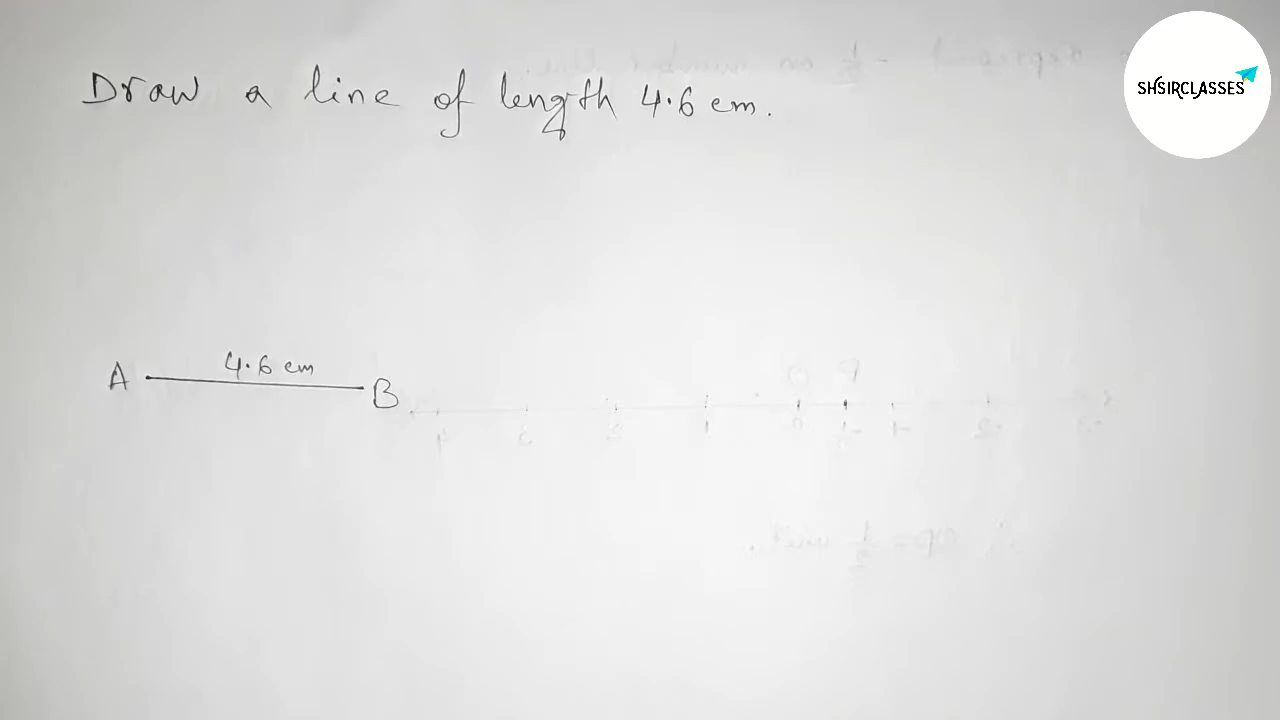 Draw a line of length 4.6 cm.
SHSIRCLASSES
4.6 cm
A
B